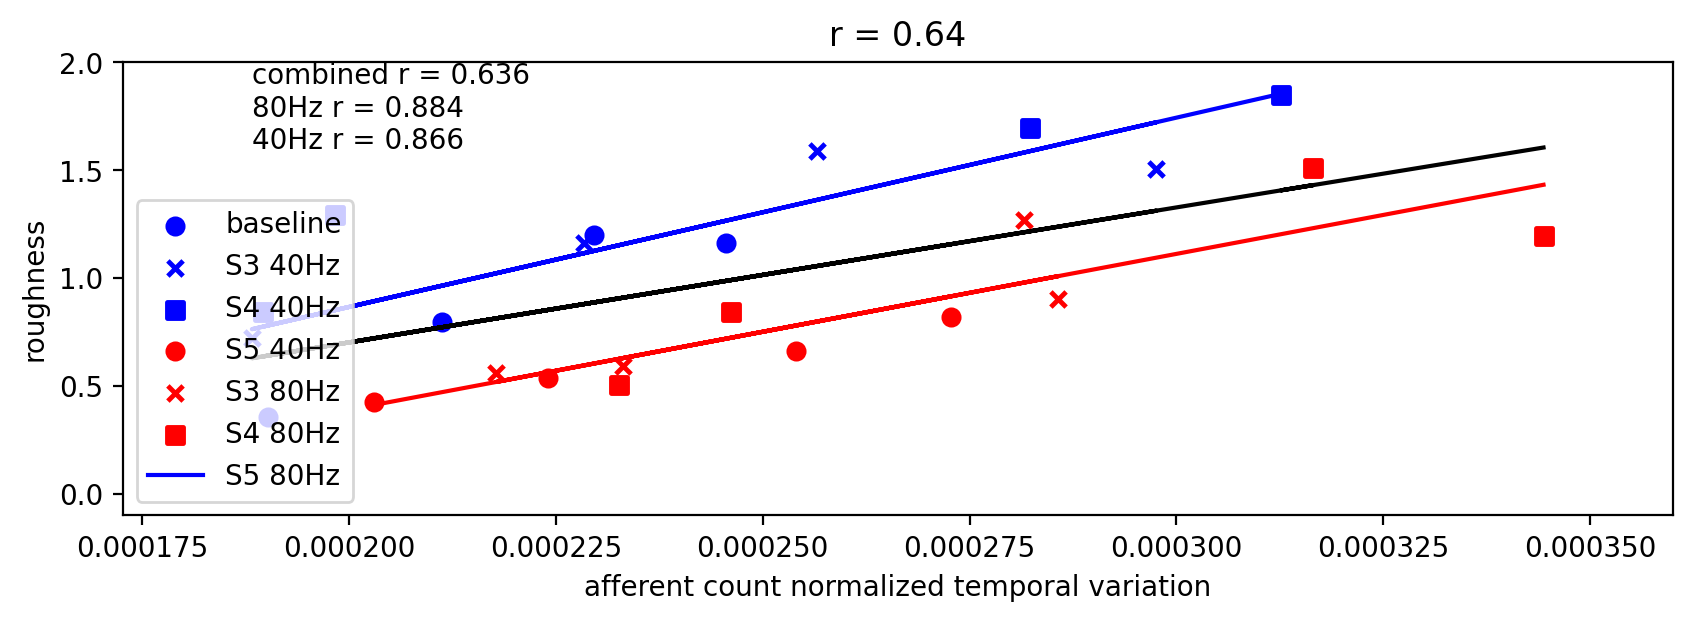 r = 0.64
combined r = 0.636
80Hz r = 0.884
40Hz r = 0.866
2.0
1.5
1.0
0.5
0.0
roughness
baseline
S3 40Hz
S4 40Hz
S5 40Hz
S3 80Hz
S4 80Hz
S5 80Hz
0.000175 0.000200 0.000225 0.000250 0.000275 0.000300 0.000325 0.000350
afferent count normalized temporal variation